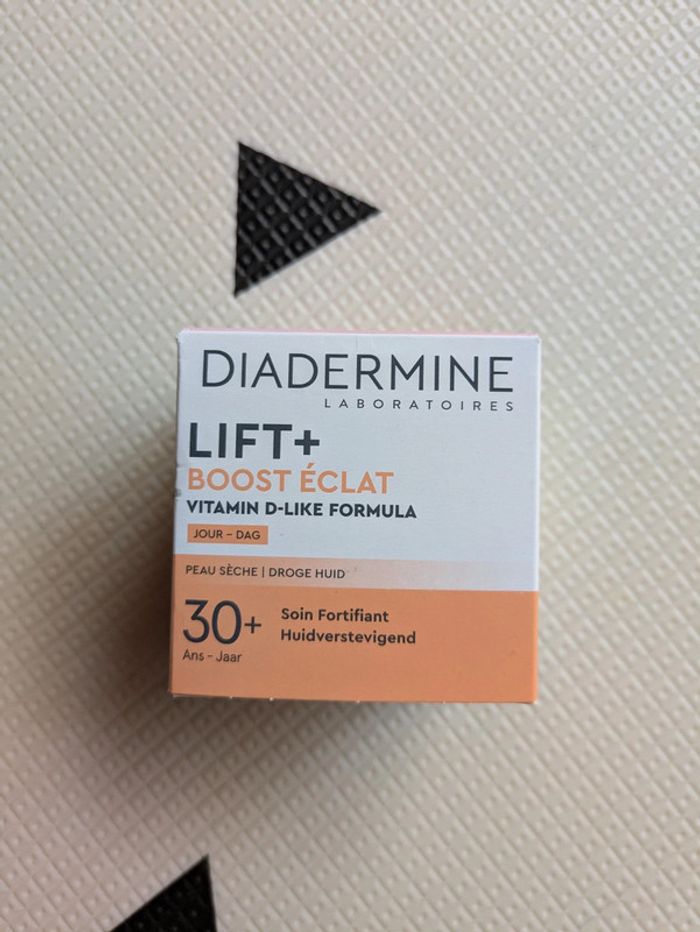 DIADERMINE
LABORATOIRES
LIFT+
BOOST ÉCLAT
VITAMIN D-LIKE FORMULA
JOUR – DAG
PEAU SÈCHE | DROGE HUID
30+
Ans – Jaar
Soin Fortifiant
Huidverstevigend